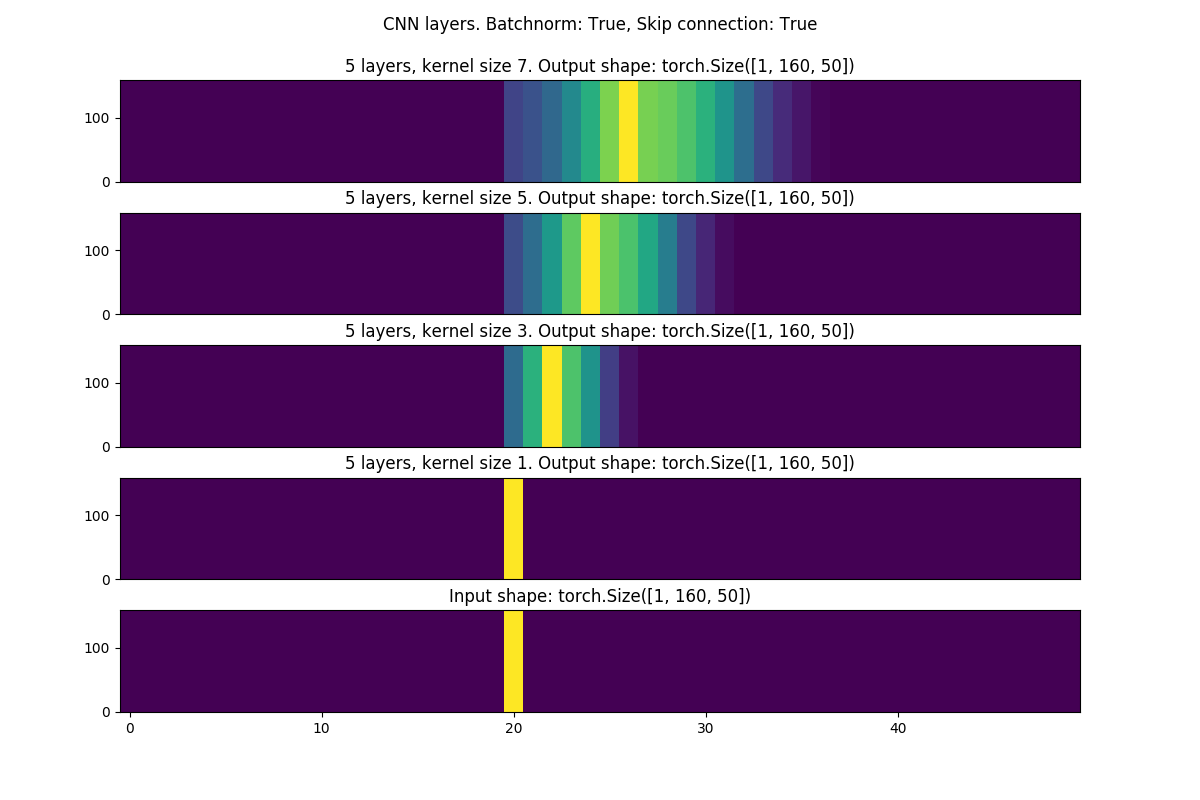 CNN layers. Batchnorm: True, Skip connection: True
5 layers, kernel size 7. Output shape: torch.Size([1, 160, 50])
100
0
5 layers, kernel size 5. Output shape: torch.Size([1, 160, 50])
100
0
5 layers, kernel size 3. Output shape: torch.Size([1, 160, 50])
100
0
5 layers, kernel size 1. Output shape: torch.Size([1, 160, 50])
100
0
Input shape: torch.Size([1, 160, 50])
100
0
0 10 20 30 40